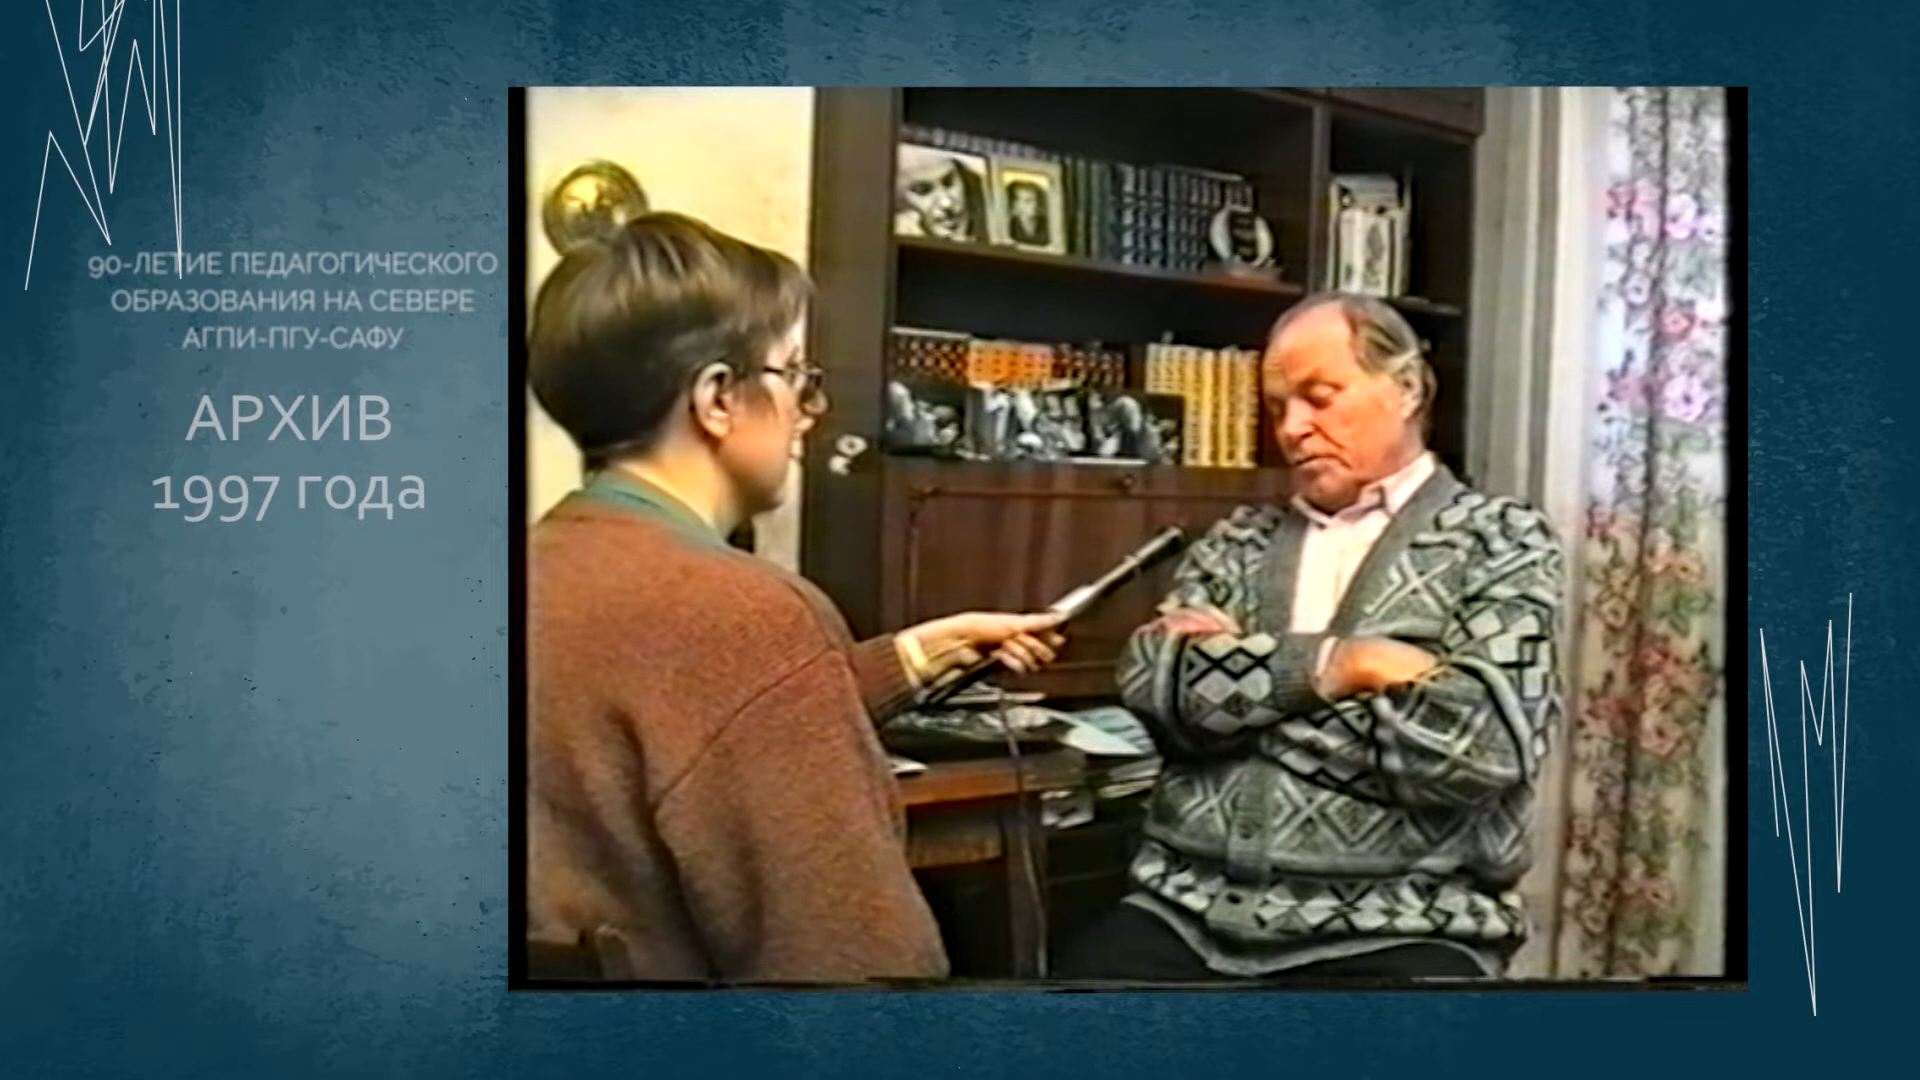 90-ЛЕТИЕ ПЕДАГОГИЧЕСКОГО
ОБРАЗОВАНИЯ НА СЕВЕРЕ
АГПИ-ПГУ-САФУ
АРХИВ
1997 года